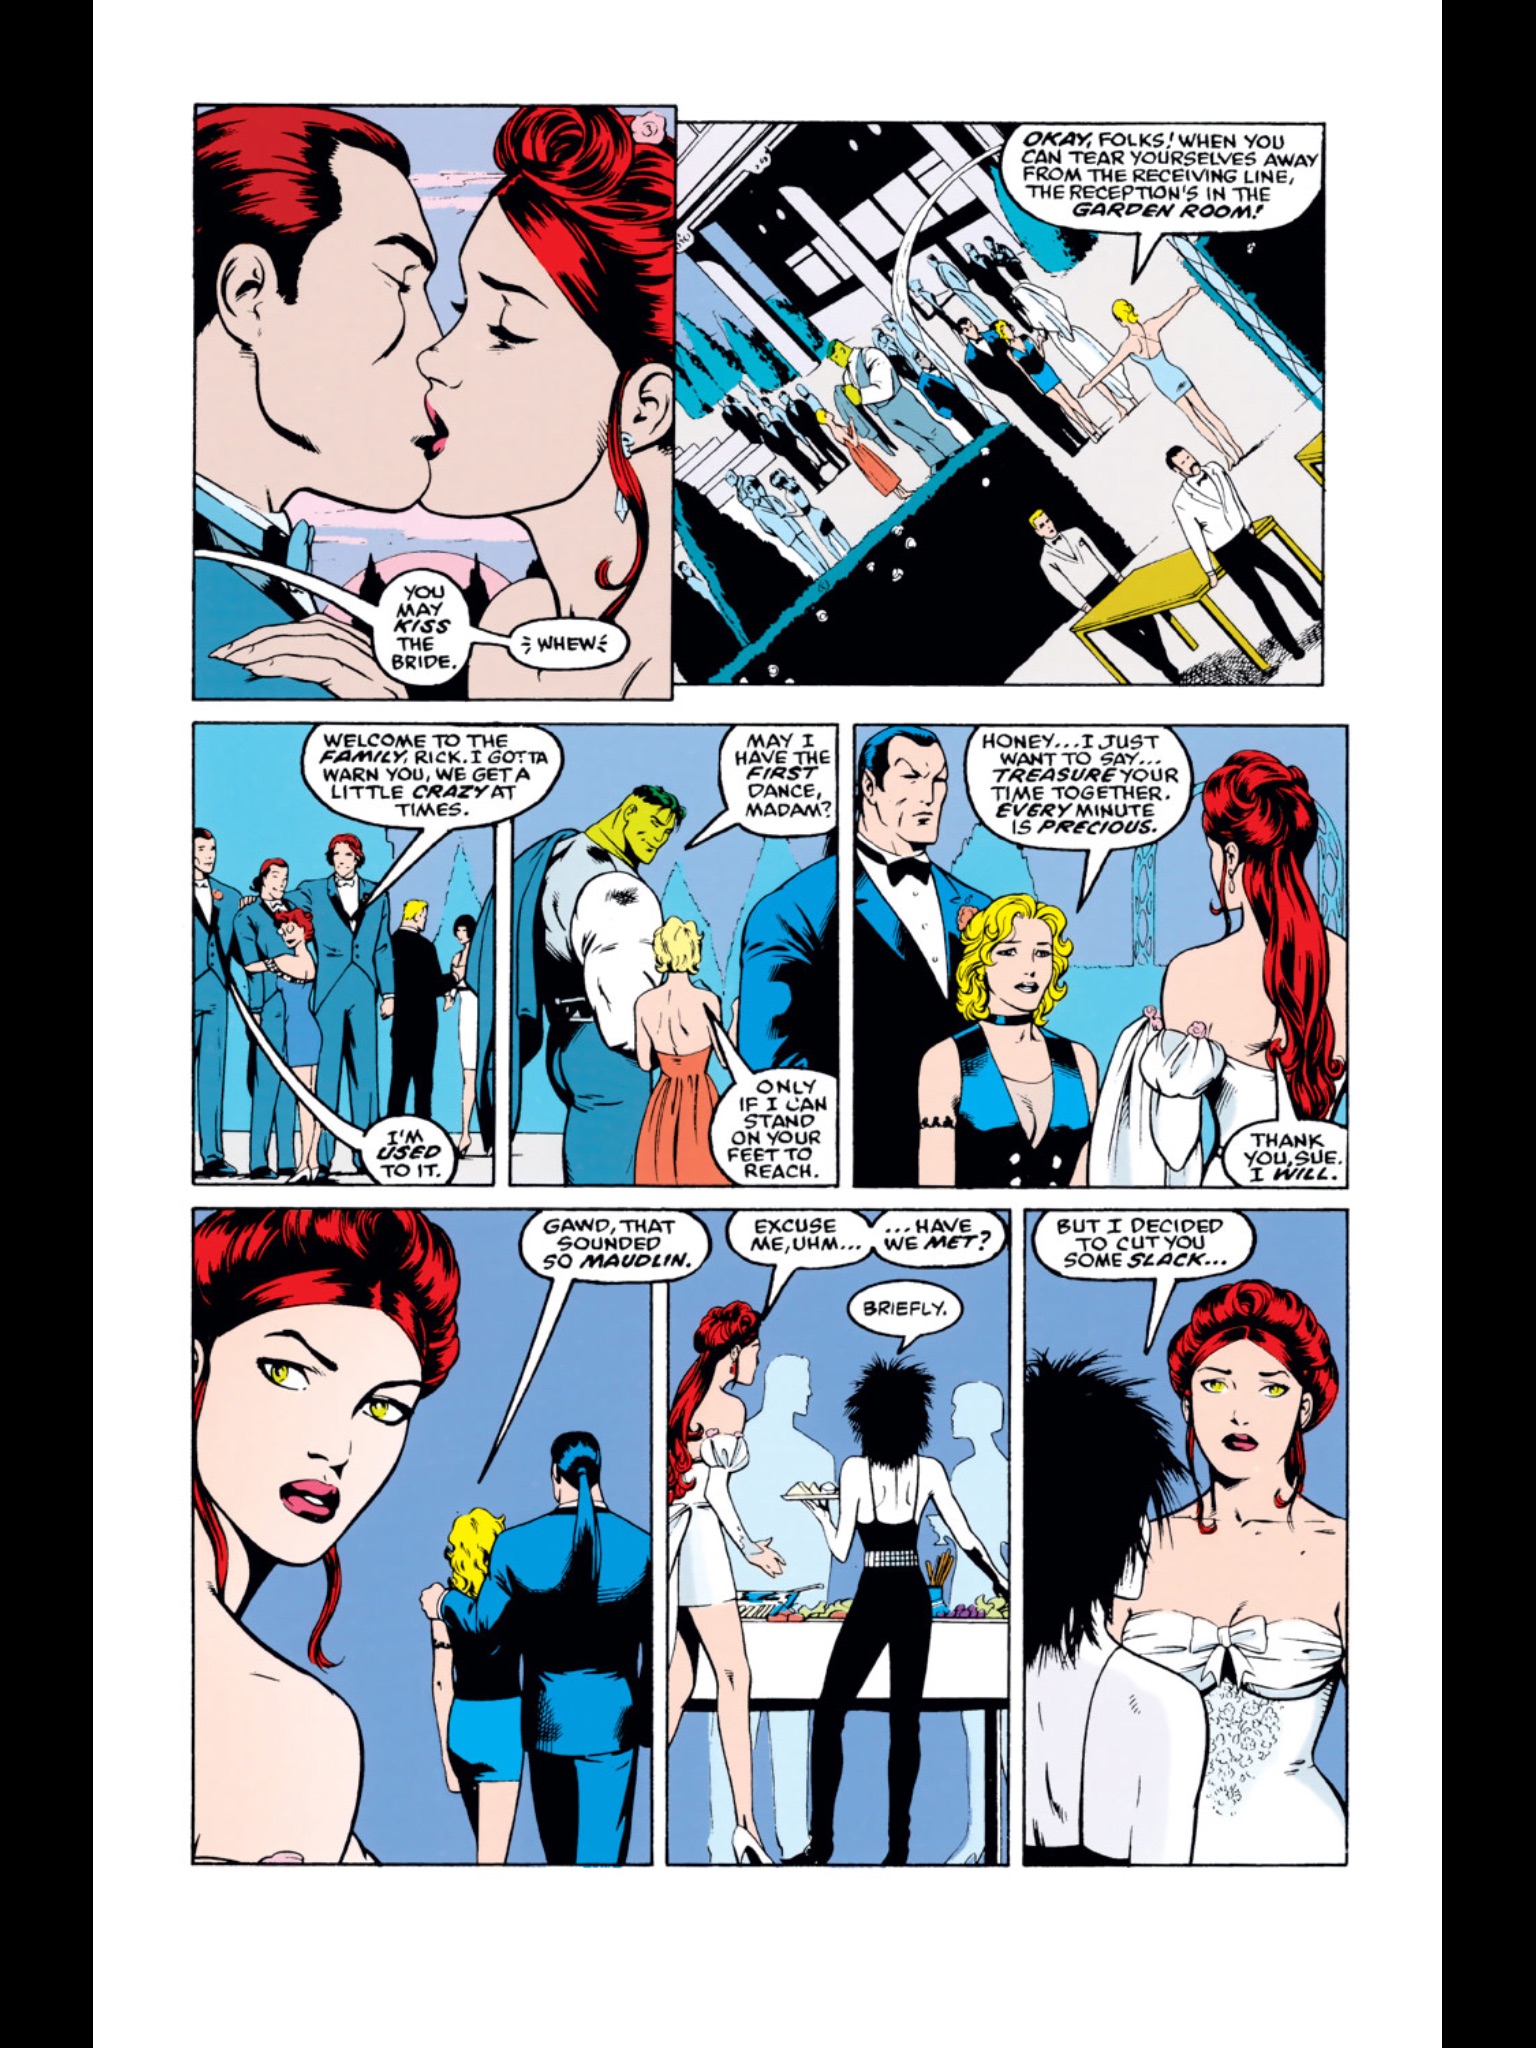 YOU
MAY
KISS
THE
BRIDE.
WHEW
OKAY, FOLKS! WHEN YOU
CAN TEAR YOURSELVES AWAY
FROM THE RECEIVING LINE,
THE RECEPTION'S IN THE
GARDEN ROOM!
WELCOME TO THE
FAMILY, RICK. I GOTTA
WARN YOU, WE GET A
LITTLE CRAZY AT
TIMES.
I'M
USED
TO IT.
MAY I
HAVE THE
FIRST
DANCE,
MADAM?
ONLY
IF I CAN
STAND
ON YOUR
FEET TO
REACH.
HONEY...I JUST
WANT TO SAY...
TREASURE YOUR
TIME TOGETHER.
EVERY MINUTE
IS PRECIOUS.
THANK
YOU, SUE.
I WILL.
GAWD, THAT
SOUNDED
SO MAUDLIN.
EXCUSE
ME, UHM...
...HAVE
WE MET?
BRIEFLY.
BUT I DECIDED
TO CUT YOU
SOME SLACK...